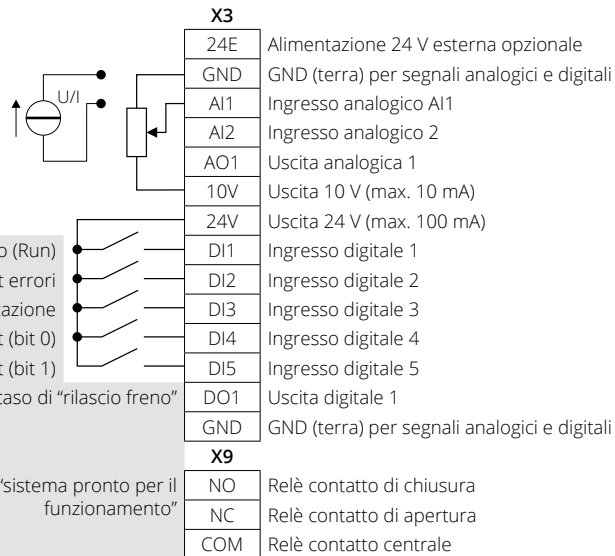 X3
24E Alimentazione 24 V esterna opzionale
GND GND (terra) per segnali analogici e digitali
U/I
AI1 Ingresso analogico AI1
AI2 Ingresso analogico 2
AO1 Uscita analogica 1
10V Uscita 10 V (max. 10 mA)
24V Uscita 24 V (max. 100 mA)
(Run) DI1 Ingresso digitale 1
errori DI2 Ingresso digitale 2
DI3 Ingresso digitale 3
(bit 0) DI4 Ingresso digitale 4
(bit 1) DI5 Ingresso digitale 5
di “rilascio freno” DO1 Uscita digitale 1
GND GND (terra) per segnali analogici e digitali
X9
“sistema pronto per il NO Relè contatto di chiusura
funzionamento” NC Relè contatto di apertura
COM Relè contatto centrale